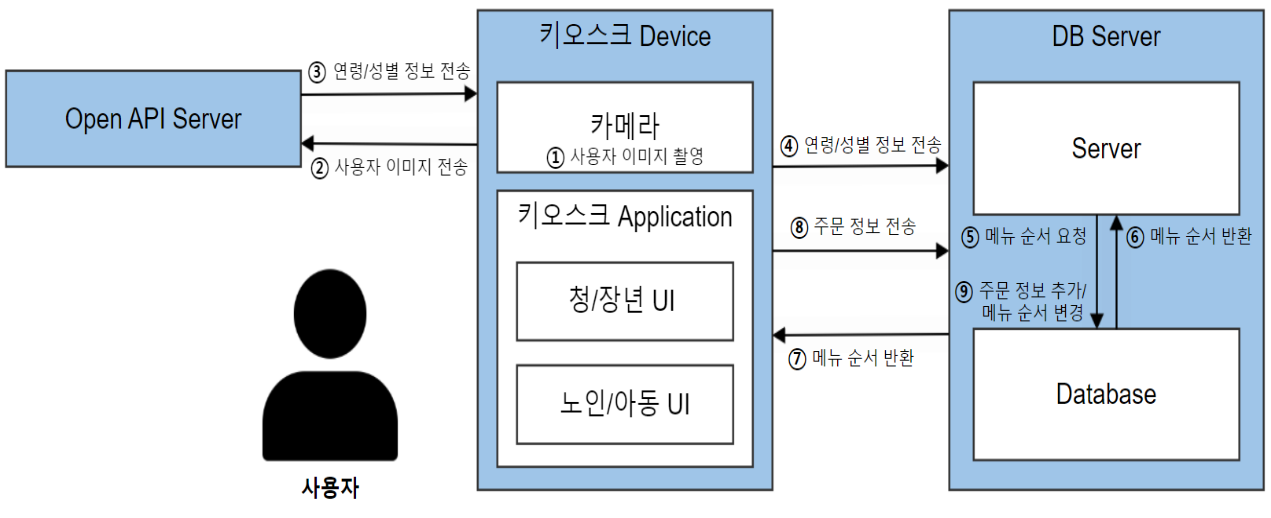 Open API Server
③ 연령/성별 정보 전송
② 사용자 이미지 전송
사용자
키오스크 Device
카메라
① 사용자 이미지 촬영
키오스크 Application
청/장년 UI
노인/아동 UI
④ 연령/성별 정보 전송
⑧ 주문 정보 전송
⑦ 메뉴 순서 반환
DB Server
Server
⑤ 메뉴 순서 요청
⑥ 메뉴 순서 반환
⑨ 주문 정보 추가/
메뉴 순서 변경
Database